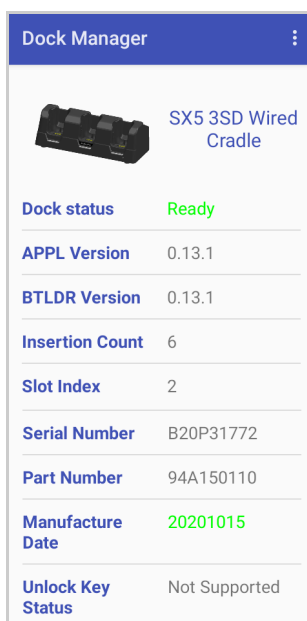 Dock Manager
SX5 3SD Wired
Cradle
Dock status Ready
APPL Version 0.13.1
BTLDR Version 0.13.1
Insertion Count 6
Slot Index 2
Serial Number B20P31772
Part Number 94A150110
Manufacture 20201015
Date
Unlock Key Not Supported
Status